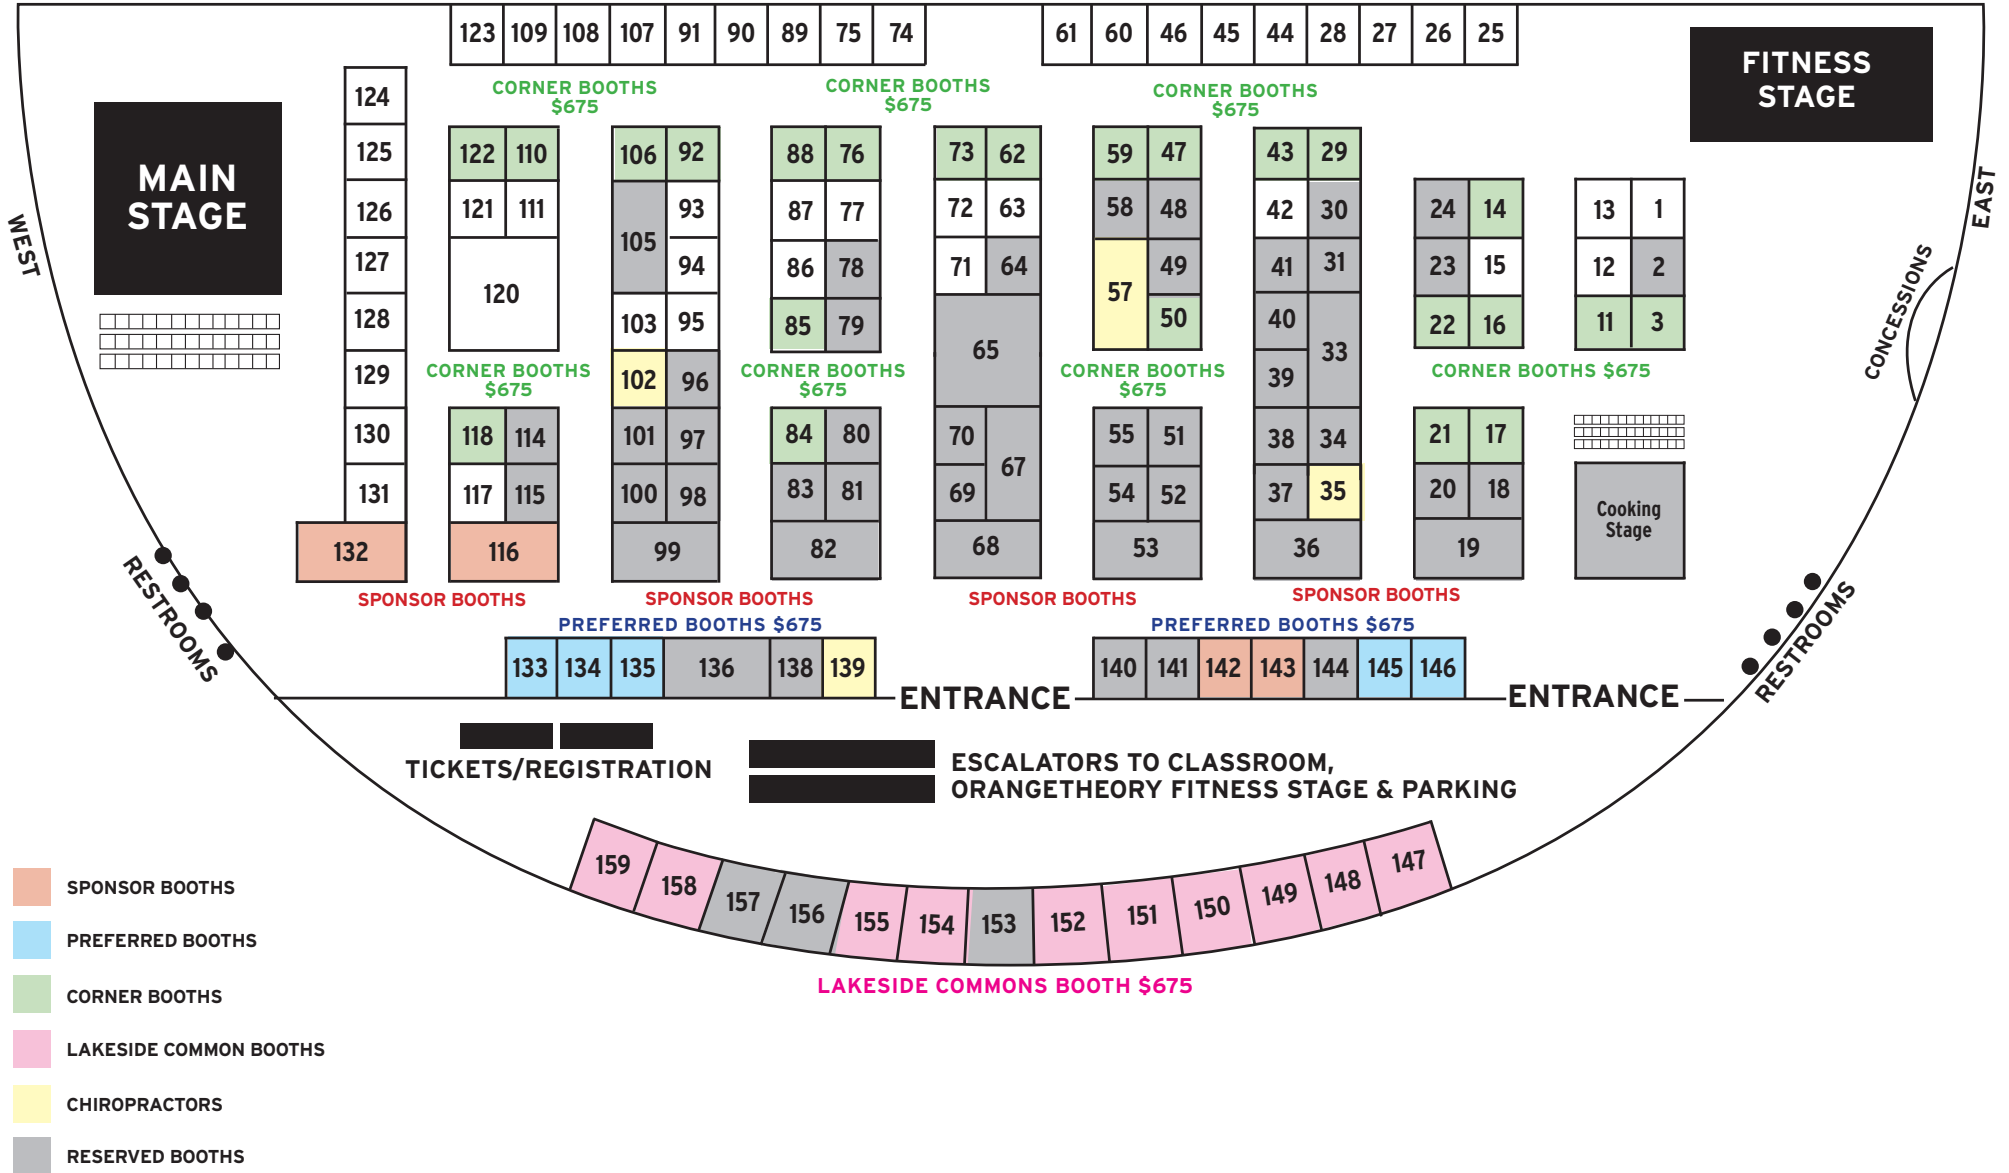 123 109 108 107 91 90 89 75 74 61 60 46 45 44 28 27 26 25
FITNESS
STAGE
CORNER BOOTHS
$675
CORNER BOOTHS
$675
CORNER BOOTHS
$675
MAIN
STAGE
WEST
EAST
CONCESSIONS
124
125 122 110 106 92 88 76 73 62 59 47 43 29
126 121 111 105 93 87 77 72 63 58 48 42 30 24 14 13 1
127 120 94 86 78 71 64 57 49 41 31 23 15 12 2
128 103 95 85 79 65 50 40 33 22 16 11 3
129 102 96 39
CORNER BOOTHS
$675
CORNER BOOTHS
$675
CORNER BOOTHS
$675
CORNER BOOTHS $675
130 118 114 101 97 84 80 70 67 55 51 38 34 21 17
131 117 115 100 98 83 81 69 54 52 37 35 20 18
Cooking
Stage
132 116 99 82 68 53 36 19
RESTROOMS
RESTROOMS
SPONSOR BOOTHS
SPONSOR BOOTHS
SPONSOR BOOTHS
SPONSOR BOOTHS
PREFERRED BOOTHS $675
PREFERRED BOOTHS $675
133 134 135 136 138 139 140 141 142 143 144 145 146
ENTRANCE
ENTRANCE
TICKETS/REGISTRATION
ESCALATORS TO CLASSROOM,
ORANGETHEORY FITNESS STAGE & PARKING
159 158 157 156 155 154 153 152 151 150 149 148 147
LAKESIDE COMMONS BOOTH $675
SPONSOR BOOTHS
PREFERRED BOOTHS
CORNER BOOTHS
LAKESIDE COMMON BOOTHS
CHIROPRACTORS
RESERVED BOOTHS